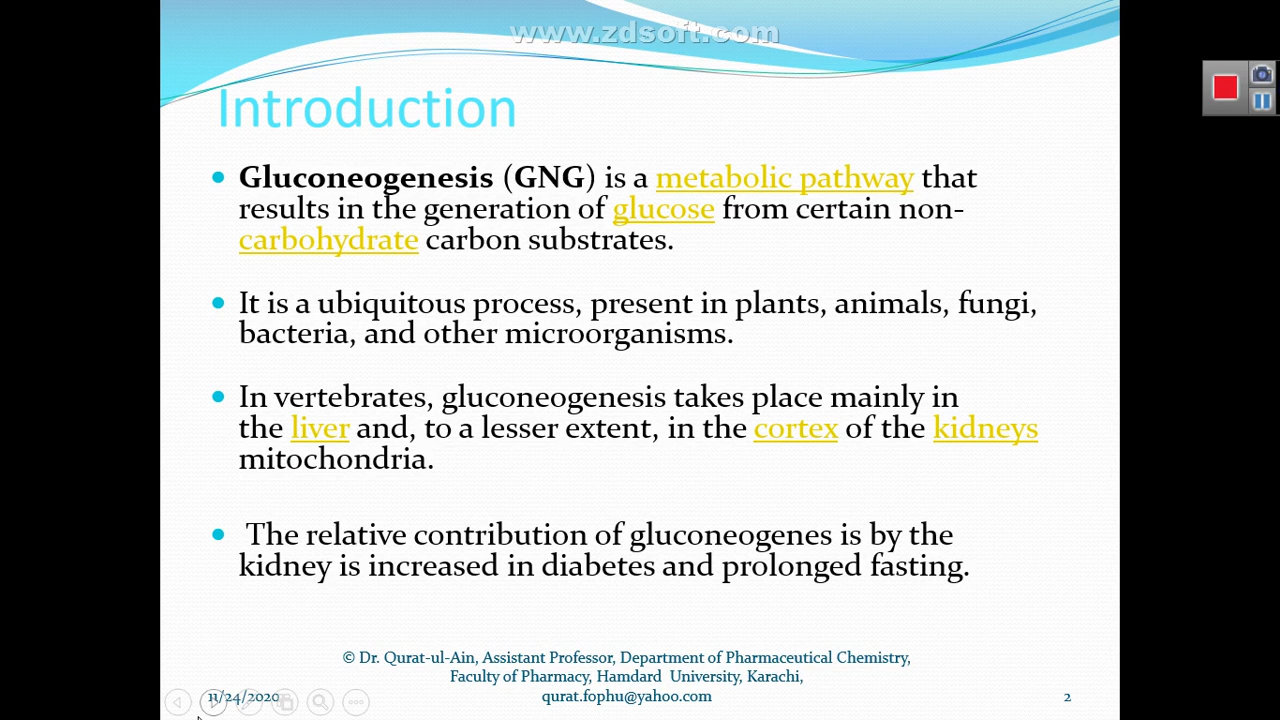 www.zdsoft.com
Introduction
• Gluconeogenesis (GNG) is a metabolic pathway that
results in the generation of glucose from certain non-
carbohydrate carbon substrates.
• It is a ubiquitous process, present in plants, animals, fungi,
bacteria, and other microorganisms.
• In vertebrates, gluconeogenesis takes place mainly in
the liver and, to a lesser extent, in the cortex of the kidneys
mitochondria.
• The relative contribution of gluconeogenes is by the
kidney is increased in diabetes and prolonged fasting.
© Dr. Qurat-ul-Ain, Assistant Professor, Department of Pharmaceutical Chemistry,
Faculty of Pharmacy, Hamdard University, Karachi,
11/24/2020 qurat.fophu@yahoo.com 2